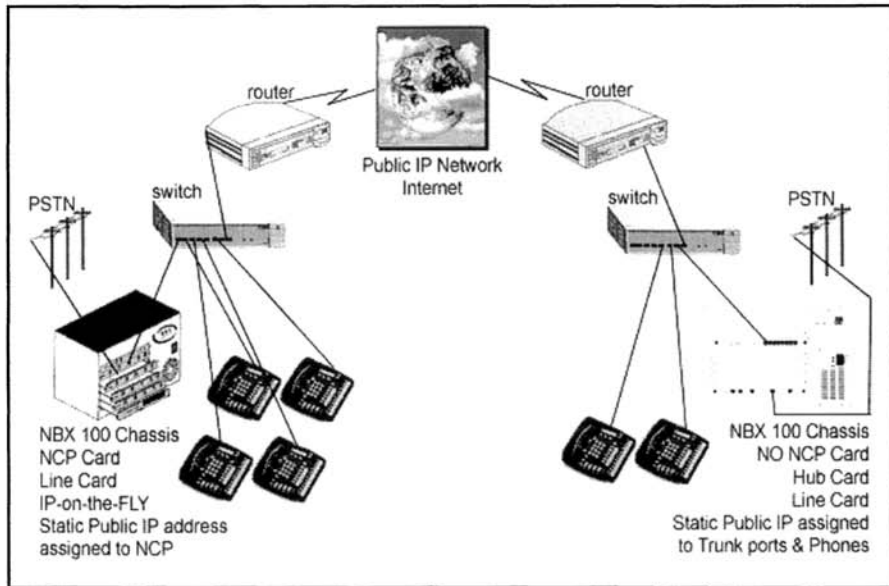 router
Public IP Network
Internet
router
switch
PSTN
switch
PSTN
NBX 100 Chassis
NCP Card
Line Card
IP-on-the-FLY
Static Public IP address
assigned to NCP
NBX 100 Chassis
NO NCP Card
Hub Card
Line Card
Static Public IP assigned
to Trunk ports & Phones